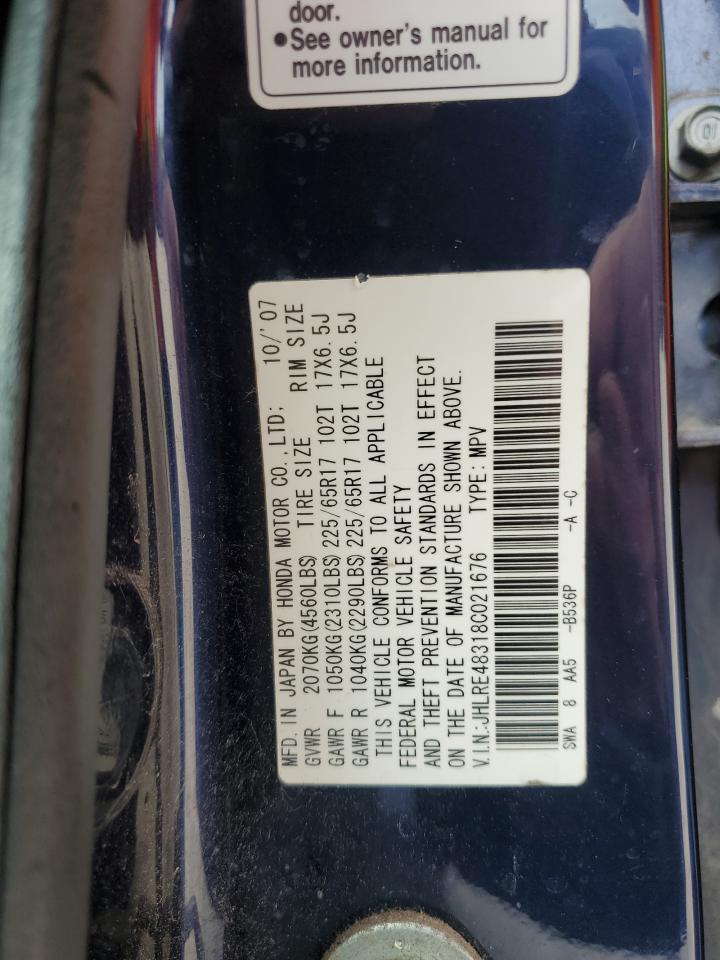 door.
●See owner's manual for
more information.
MFD. IN JAPAN BY HONDA MOTOR CO., LTD; 10/'07
GVWR 2070KG(4560LBS) TIRE SIZE RIM SIZE
GAWR F 1050KG(2310LBS) 225/65R17 102T 17X6.5J
GAWR R 1040KG(2290LBS) 225/65R17 102T 17X6.5J
THIS VEHICLE CONFORMS TO ALL APPLICABLE
FEDERAL MOTOR VEHICLE SAFETY
AND THEFT PREVENTION STANDARDS IN EFFECT
ON THE DATE OF MANUFACTURE SHOWN ABOVE.
V.I.N.:JHLRE48318C021676 TYPE: MPV
SWA 8 AA5 -B536P -A -C